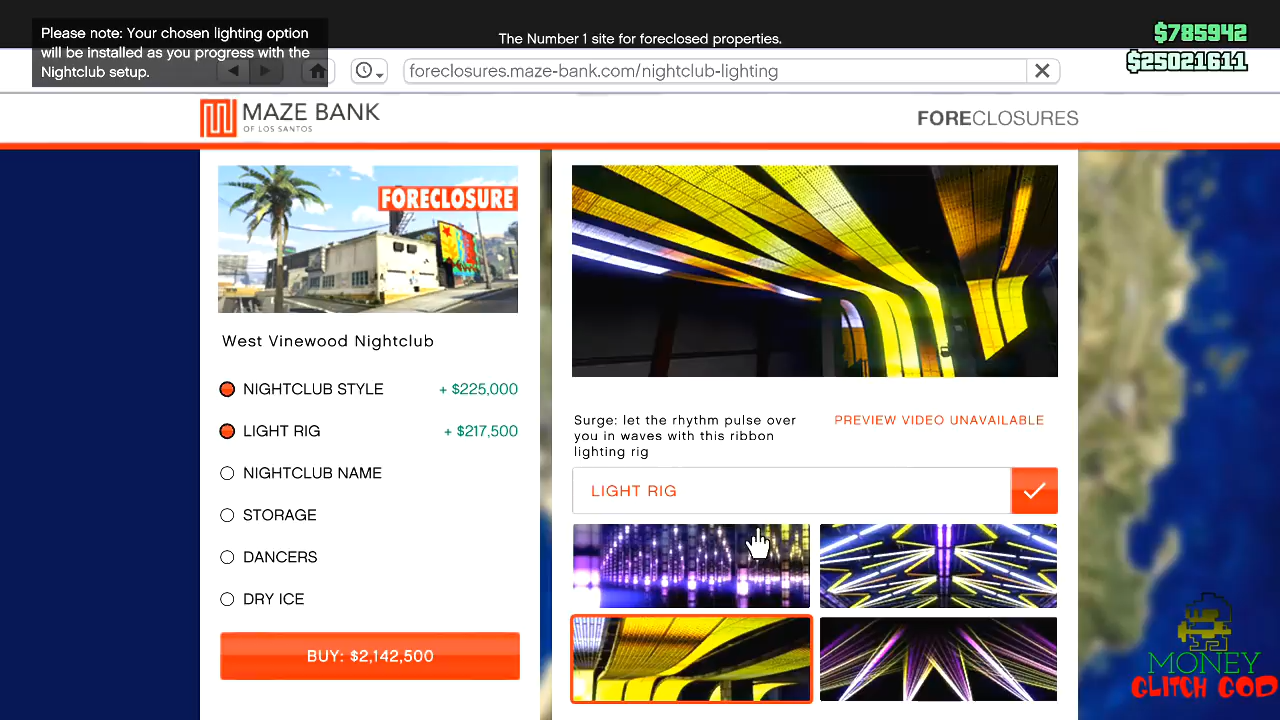 Please note: Your chosen lighting option
will be installed as you progress with the
Nightclub setup.
The Number 1 site for foreclosed properties.
$785942
$25021611
foreclosures.maze-bank.com/nightclub-lighting
MAZE BANK
OF LOS SANTOS
FORECLOSURES
FORECLOSURE
West Vinewood Nightclub
NIGHTCLUB STYLE + $225,000
LIGHT RIG + $217,500
NIGHTCLUB NAME
STORAGE
DANCERS
DRY ICE
BUY: $2,142,500
Surge: let the rhythm pulse over
you in waves with this ribbon
lighting rig
PREVIEW VIDEO UNAVAILABLE
LIGHT RIG
MONEY
GLITCH GOD